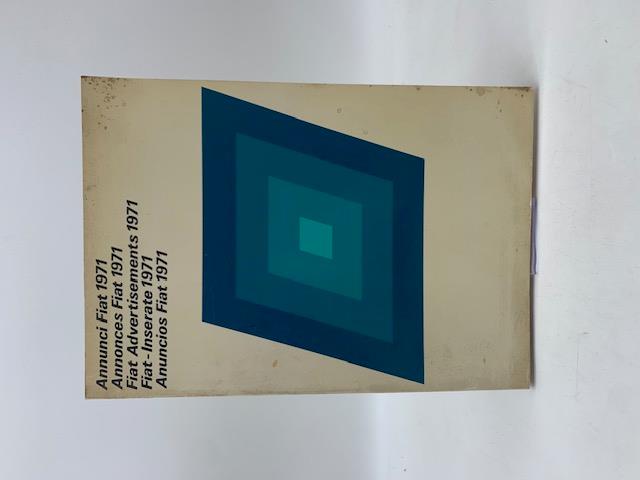 Annunci Fiat 1971
Annonces Fiat 1971
Fiat Advertisements 1971
Fiat-Inserate 1971
Anuncios Fiat 1971